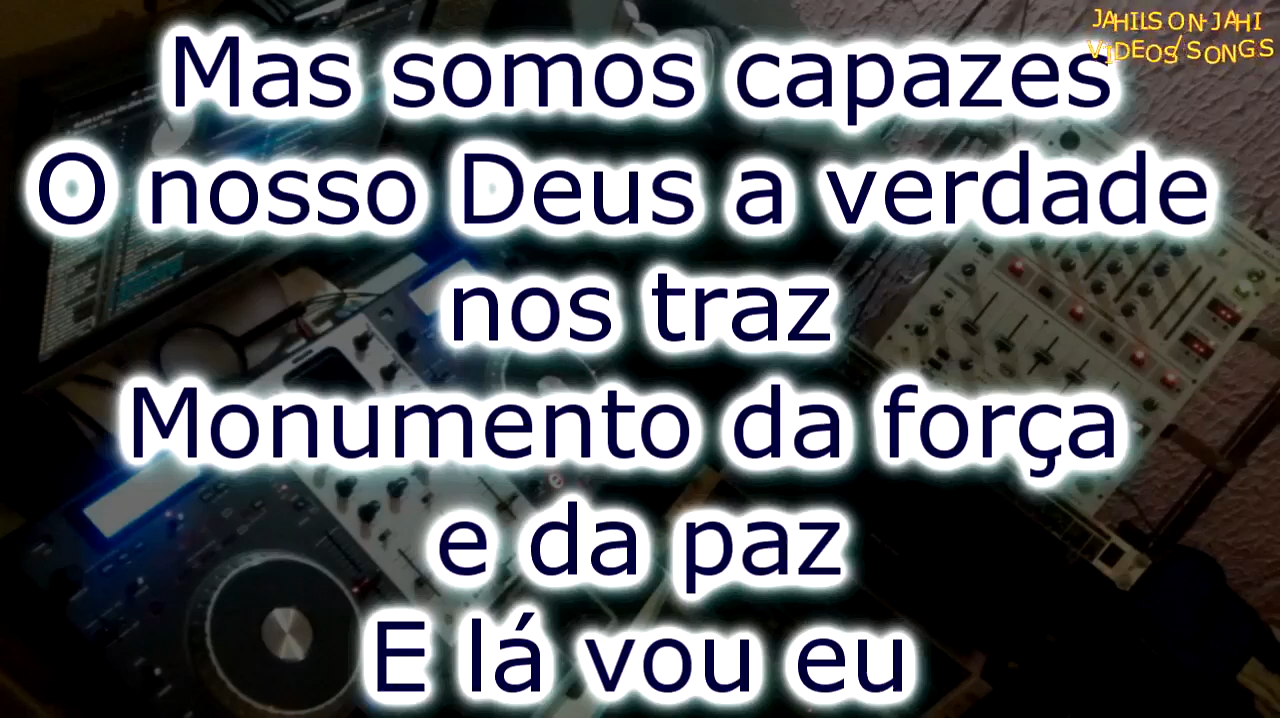 JAHILSON-JAHI
VIDEOS/SONGS
Mas somos capazes
O nosso Deus a verdade
nos traz
Monumento da força
e da paz
E lá vou eu